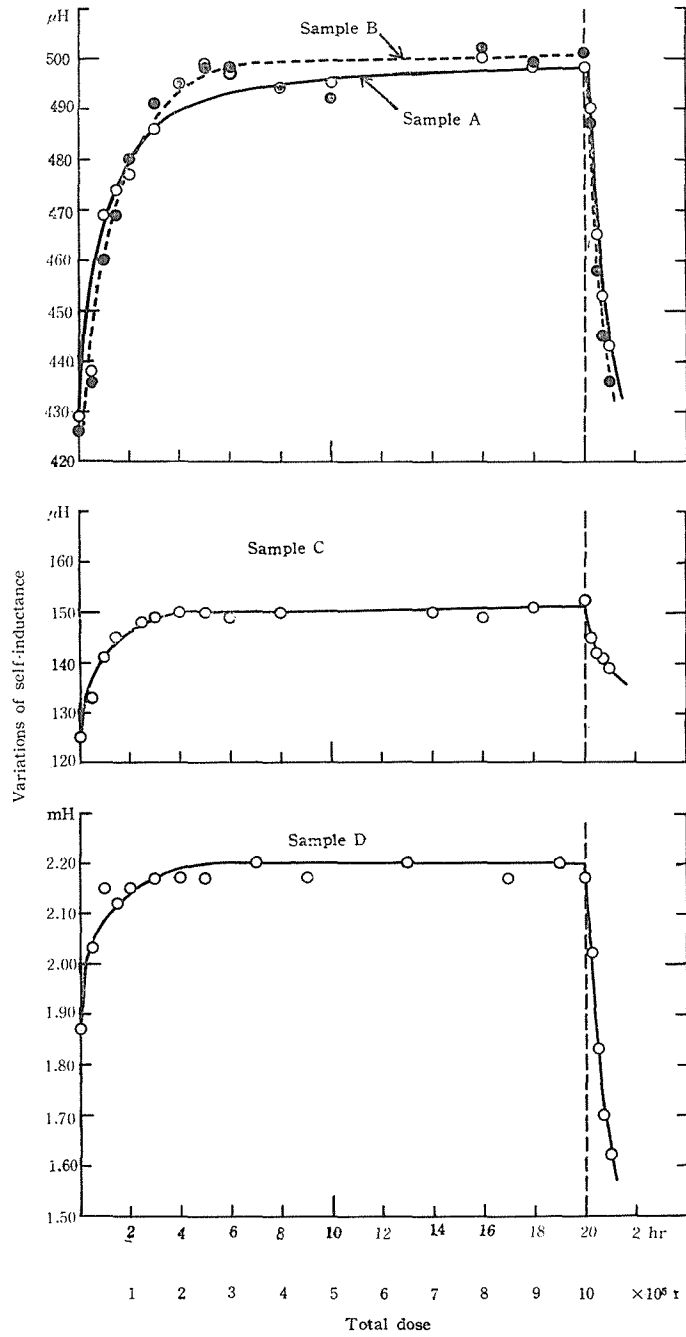 μH
Sample B
500
490
Sample A
480
470
460
450
440
430
420
μH
Sample C
160
150
140
130
120
Variations of self-inductance
mH
Sample D
2.20
2.10
2.00
1.90
1.80
1.70
1.60
1.50
2 4 6 8 10 12 14 16 18 20 2 hr
1 2 3 4 5 6 7 8 9 10 ×10⁵ r
Total dose